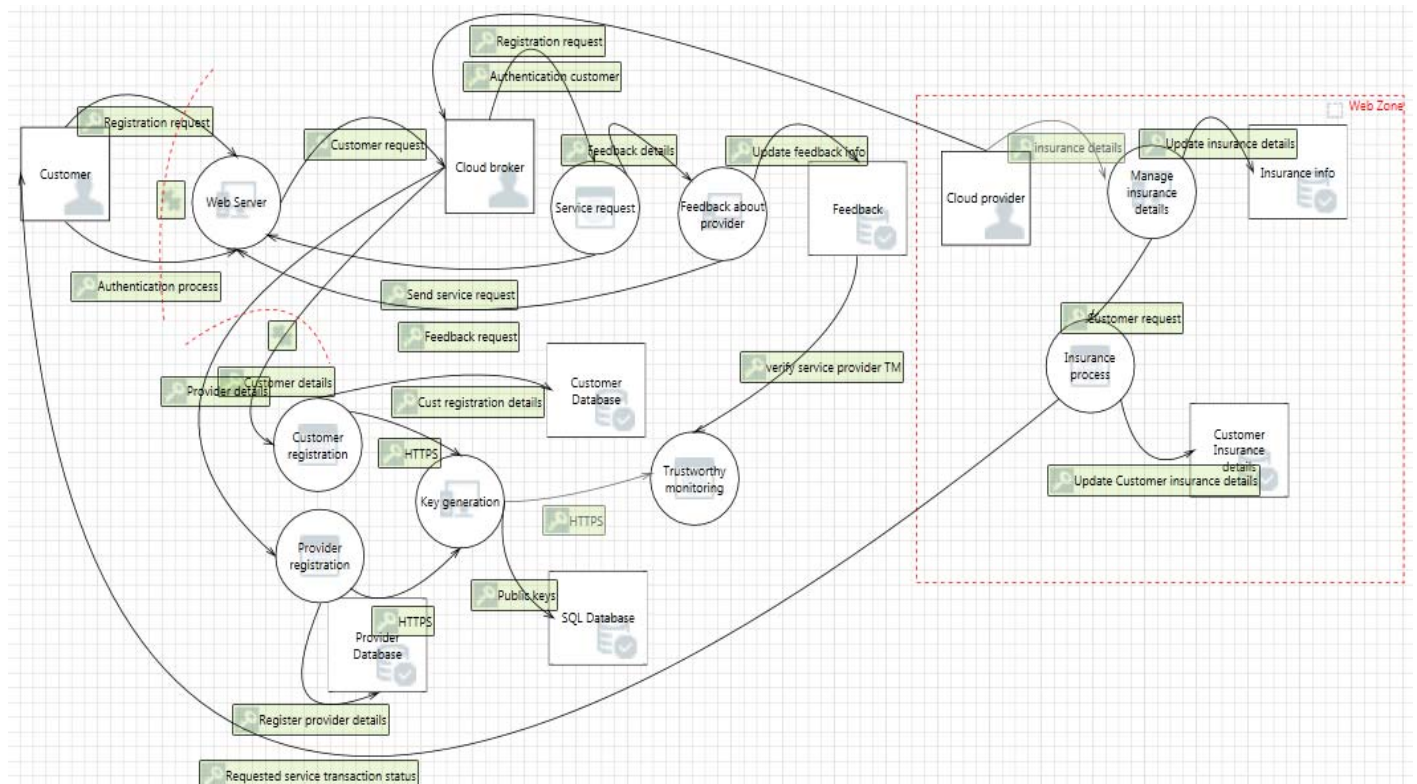 Registration request
Authentication customer
Web Zone
Registration request
Customer request
Feedback details
Update feedback info
insurance details
Update insurance details
Customer
Web Server
Cloud broker
Service request
Feedback about
provider
Feedback
Cloud provider
Manage
insurance
details
Insurance info
Authentication process
Send service request
Feedback request
Customer request
Insurance
process
verify service provider TM
Customer details
Provider details
Cust registration details
Customer
Database
Customer
registration
HTTPS
Key generation
Trustworthy
monitoring
HTTPS
Customer
Insurance
details
Update Customer insurance details
Provider
registration
Public keys
SQL Database
HTTPS
Provider
Database
Register provider details
Requested service transaction status